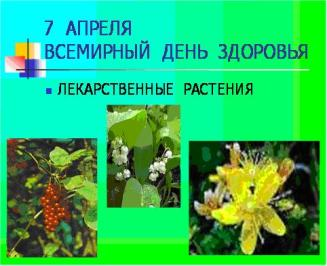 7 АПРЕЛЯ
ВСЕМИРНЫЙ ДЕНЬ ЗДОРОВЬЯ
ЛЕКАРСТВЕННЫЕ РАСТЕНИЯ